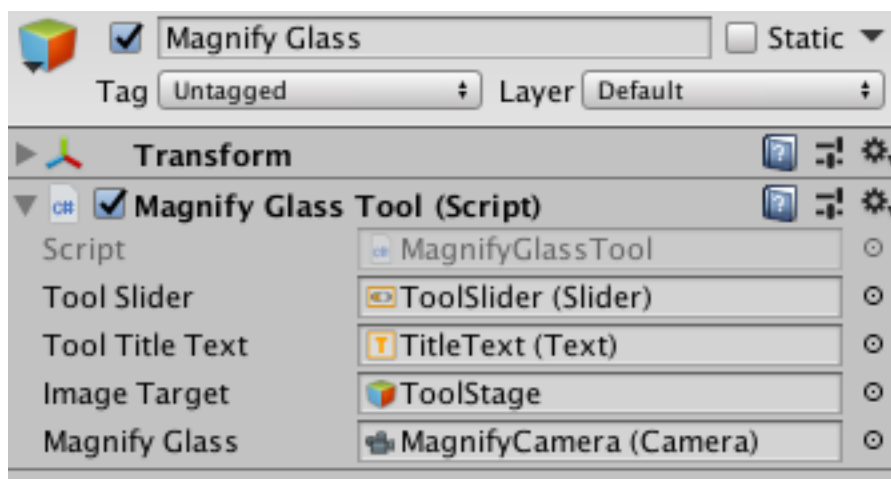 Magnify Glass Static
Tag Untagged Layer Default
Transform
C# Magnify Glass Tool (Script)
Script MagnifyGlassTool
Tool Slider ToolSlider (Slider)
Tool Title Text T TitleText (Text)
Image Target ToolStage
Magnify Glass MagnifyCamera (Camera)